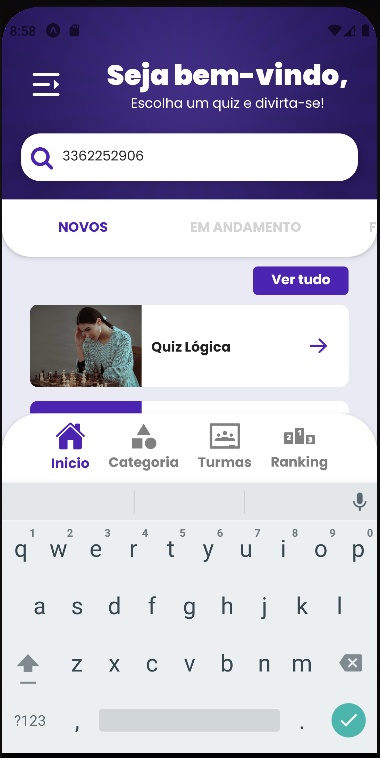 8:58
Seja bem-vindo,
Escolha um quiz e divirta-se!
3362252906
NOVOS EM ANDAMENTO F
Ver tudo
Quiz Lógica
Inicio Categoria Turmas Ranking
1 2 3 4 5 6 7 8 9 0
q w e r t y u i o p
a s d f g h j k l
z x c v b n m
?123 , .